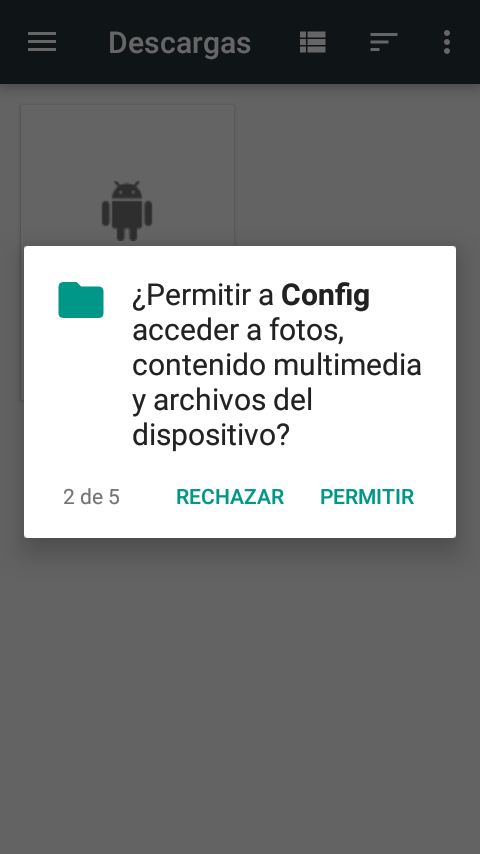 Descargas
¿Permitir a Config
acceder a fotos,
contenido multimedia
y archivos del
dispositivo?
2 de 5 RECHAZAR PERMITIR